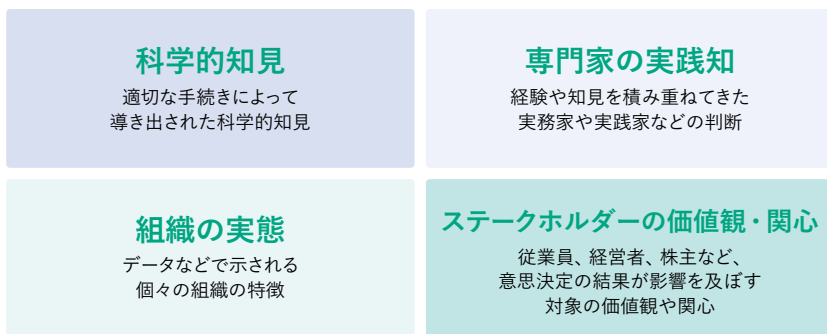 科学的知見
適切な手続きによって
導き出された科学的知見
専門家の実践知
経験や知見を積み重ねてきた
実務家や実践家などの判断
組織の実態
データなどで示される
個々の組織の特徴
ステークホルダーの価値観・関心
従業員、経営者、株主など、
意思決定の結果が影響を及ぼす
対象の価値観や関心